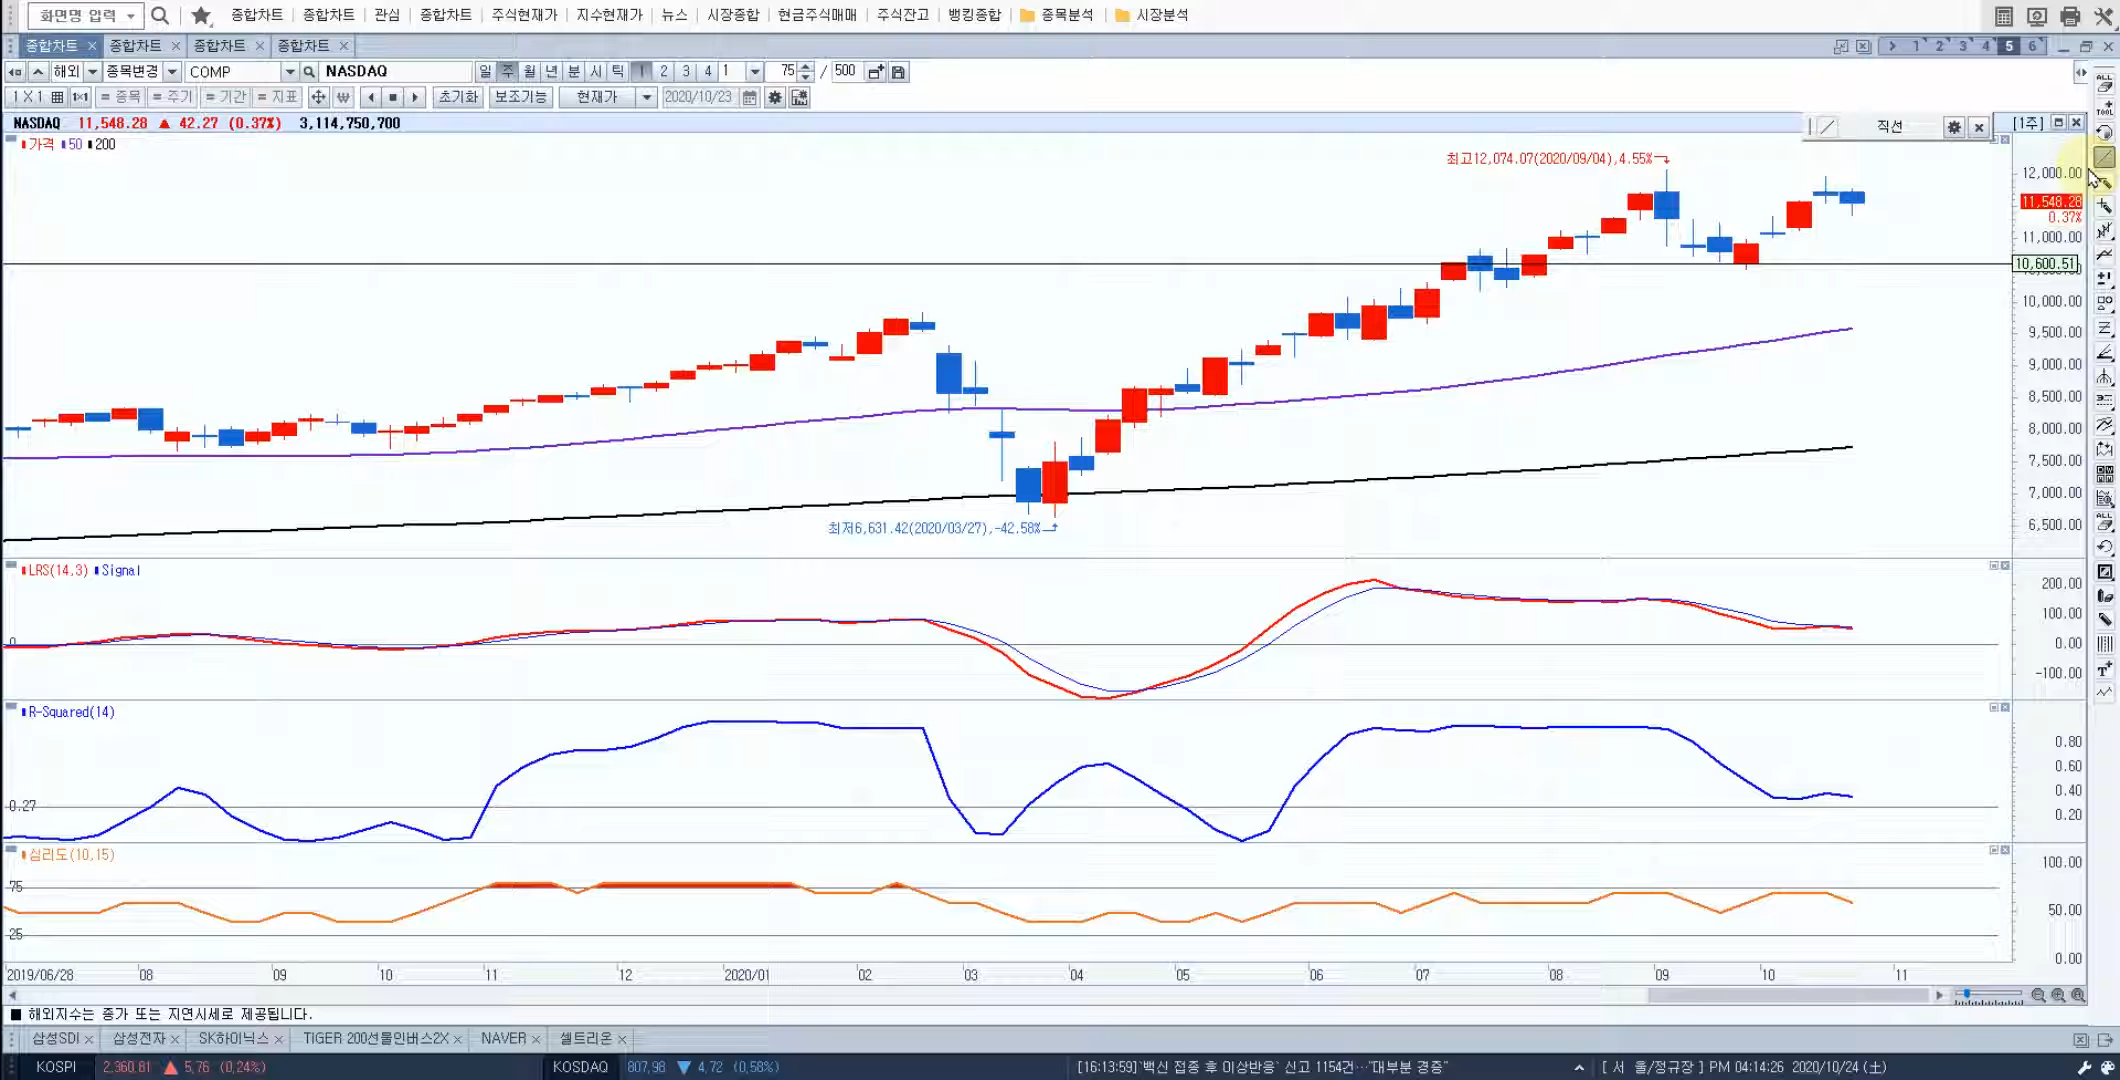 화면명 입력 종합차트 종합차트 관심 종합차트 주식현재가 지수현재가 뉴스 시장종합 현금주식매매 주식잔고 뱅킹종합 종목분석 시장분석
종합차트 × 종합차트 × 종합차트 × 종합차트 × 1 2 3 4 5 6
해외 종목변경 COMP NASDAQ 일 주 월 년 분 시 틱 1 2 3 4 1 75 / 500
1X1 = 종목 = 주기 = 기간 = 지표 초기화 보조기능 현재가 2020/10/23
NASDAQ 11,548.28 ▲ 42.27 (0.37%) 3,114,750,700 직선 [1주]
가격 50 200
최고12,074.07(2020/09/04),4.55%
12,000.00
11,548.28
0.37%
11,000.00
10,600.51
10,000.00
9,500.00
9,000.00
8,500.00
8,000.00
7,500.00
7,000.00
최저6,631.42(2020/03/27),-42.58%
6,500.00
LRS(14,3) Signal
200.00
100.00
0 0.00
-100.00
R-Squared(14)
0.80
0.60
0.40
0.27
0.20
심리도(10,15)
100.00
75
50.00
25
0.00
2019/06/28 08 09 10 11 12 2020/01 02 03 04 05 06 07 08 09 10 11
■ 해외지수는 종가 또는 지연시세로 제공됩니다.
삼성SDI × 삼성전자 × SK하이닉스 × TIGER 200선물인버스2X × NAVER × 셀트리온 ×
KOSPI 2,360.81 ▲ 5.76 (0.24%) KOSDAQ 807.98 ▼ 4.72 (0.58%) [16:13:59]`백신 접종 후 이상반응` 신고 1154건…"대부분 경증" [ 서 울/정규장 ] PM 04:14:26 2020/10/24 (土)